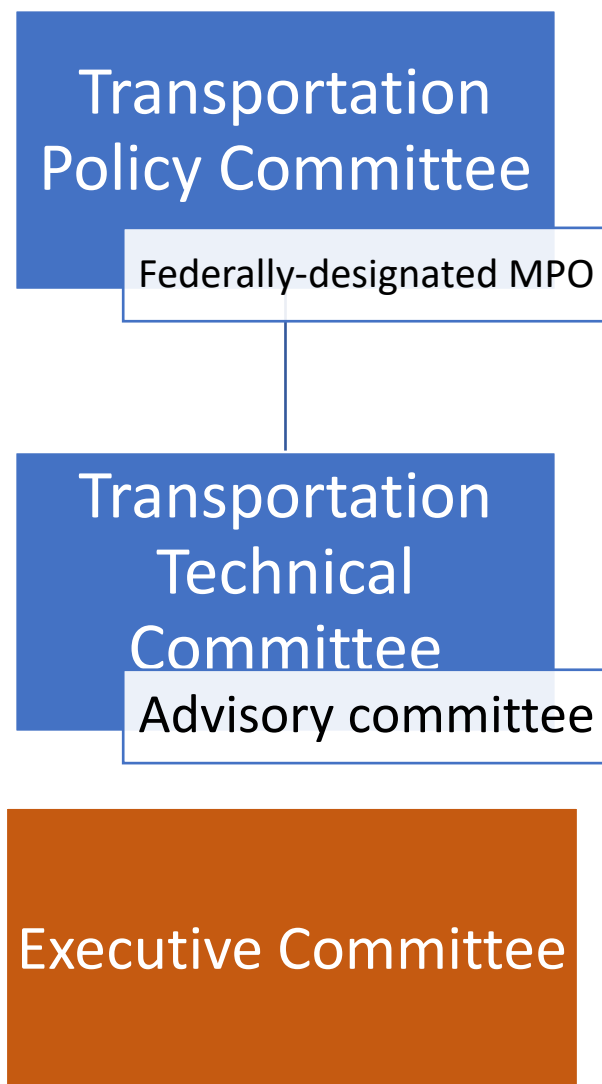 Transportation
Policy Committee
Federally-designated MPO
Transportation
Technical
Committee
Advisory committee
Executive Committee